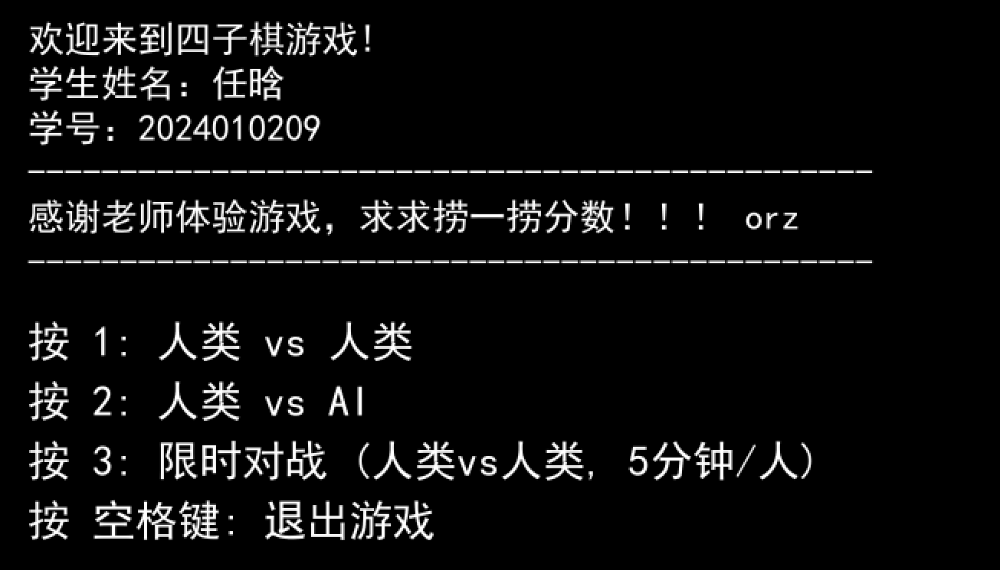 欢迎来到四子棋游戏!
学生姓名：任晗
学号：2024010209
----------------------------------------------
感谢老师体验游戏，求求捞一捞分数！！！ orz
----------------------------------------------
按 1: 人类 vs 人类
按 2: 人类 vs AI
按 3: 限时对战 (人类vs人类, 5分钟/人)
按 空格键: 退出游戏